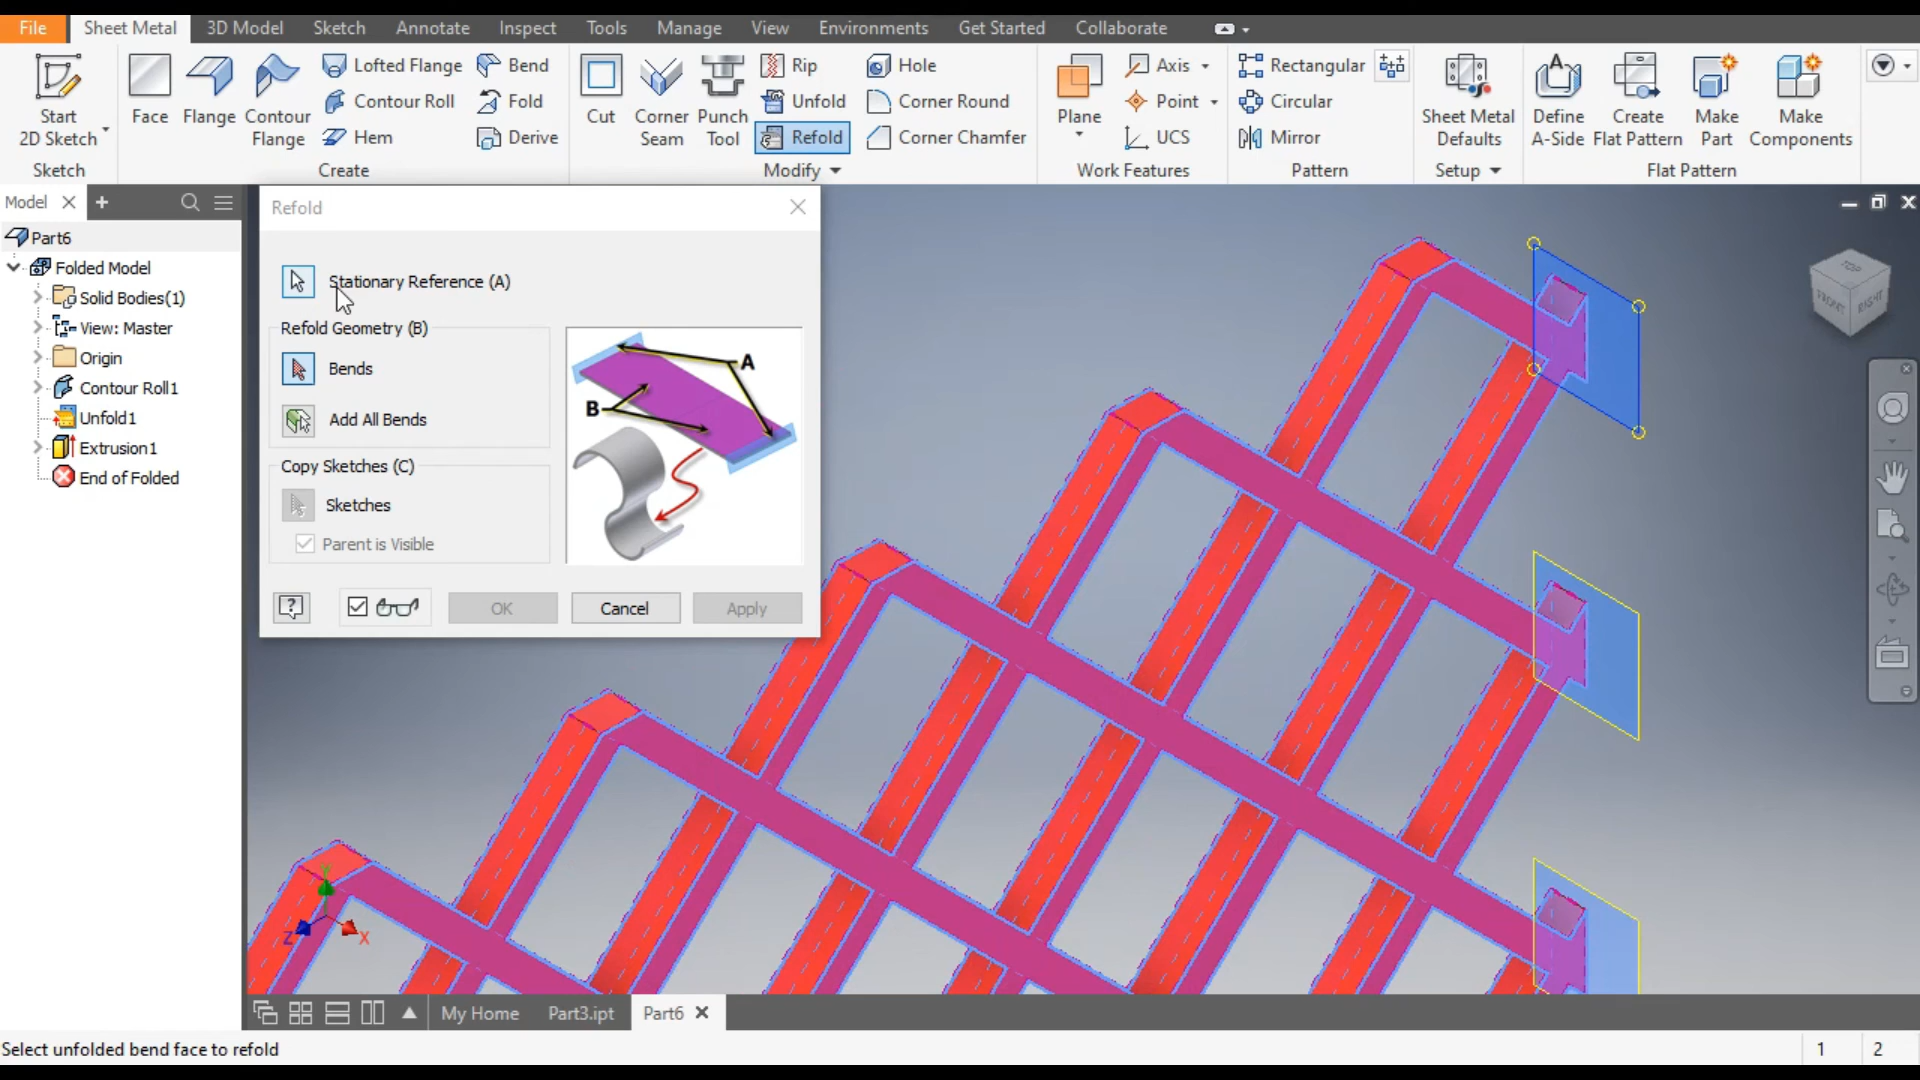 File Sheet Metal 3D Model Sketch Annotate Inspect Tools Manage View Environments Get Started Collaborate
Start
2D Sketch
Face
Flange
Contour
Flange
Lofted Flange
Contour Roll
Hem
Bend
Fold
Derive
Cut
Corner
Seam
Punch
Tool
Rip
Unfold
Refold
Hole
Corner Round
Corner Chamfer
Plane
Axis
Point
UCS
Rectangular
Circular
Mirror
Sheet Metal
Defaults
Define
A-Side
Create
Flat Pattern
Make
Part
Make
Components
Sketch Create Modify Work Features Pattern Setup Flat Pattern
Model
Part6
Folded Model
Solid Bodies(1)
View: Master
Origin
Contour Roll1
Unfold1
Extrusion1
End of Folded
Refold
Stationary Reference (A)
Refold Geometry (B)
Bends
Add All Bends
Copy Sketches (C)
Sketches
Parent is Visible
A
B
OK Cancel Apply
TOP
FRONT
RIGHT
Y
Z
X
My Home Part3.ipt Part6
Select unfolded bend face to refold
1 2